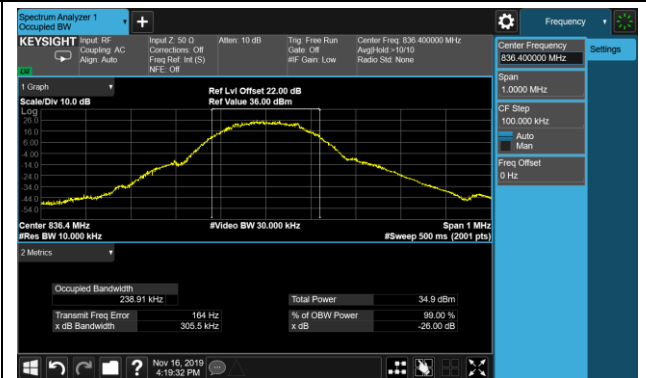 Spectrum Analyzer 1
Occupied BW
+
Frequency
KEYSIGHT
Input: RF
Coupling: AC
Align: Auto
Input Z: 50 Ω
Corrections: Off
Freq Ref: Int (S)
NFE: Off
Atten: 10 dB
Trig: Free Run
Gate: Off
#IF Gain: Low
Center Freq: 836.400000 MHz
Avg|Hold:>10/10
Radio Std: None
Center Frequency
836.400000 MHz
Settings
Span
1.0000 MHz
CF Step
100.000 kHz
Auto
Man
Freq Offset
0 Hz
1 Graph
Scale/Div 10.0 dB
Ref Lvl Offset 22.00 dB
Ref Value 36.00 dBm
Log
26.0
16.0
6.00
-4.00
-14.0
-24.0
-34.0
-44.0
-54.0
Center 836.4 MHz
#Video BW 30.000 kHz
Span 1 MHz
#Res BW 10.000 kHz
#Sweep 500 ms (2001 pts)
2 Metrics
Occupied Bandwidth
238.91 kHz
Total Power 34.9 dBm
Transmit Freq Error 164 Hz
% of OBW Power 99.00 %
x dB Bandwidth 305.5 kHz
x dB -26.00 dB
?
Nov 16, 2019
4:19:32 PM